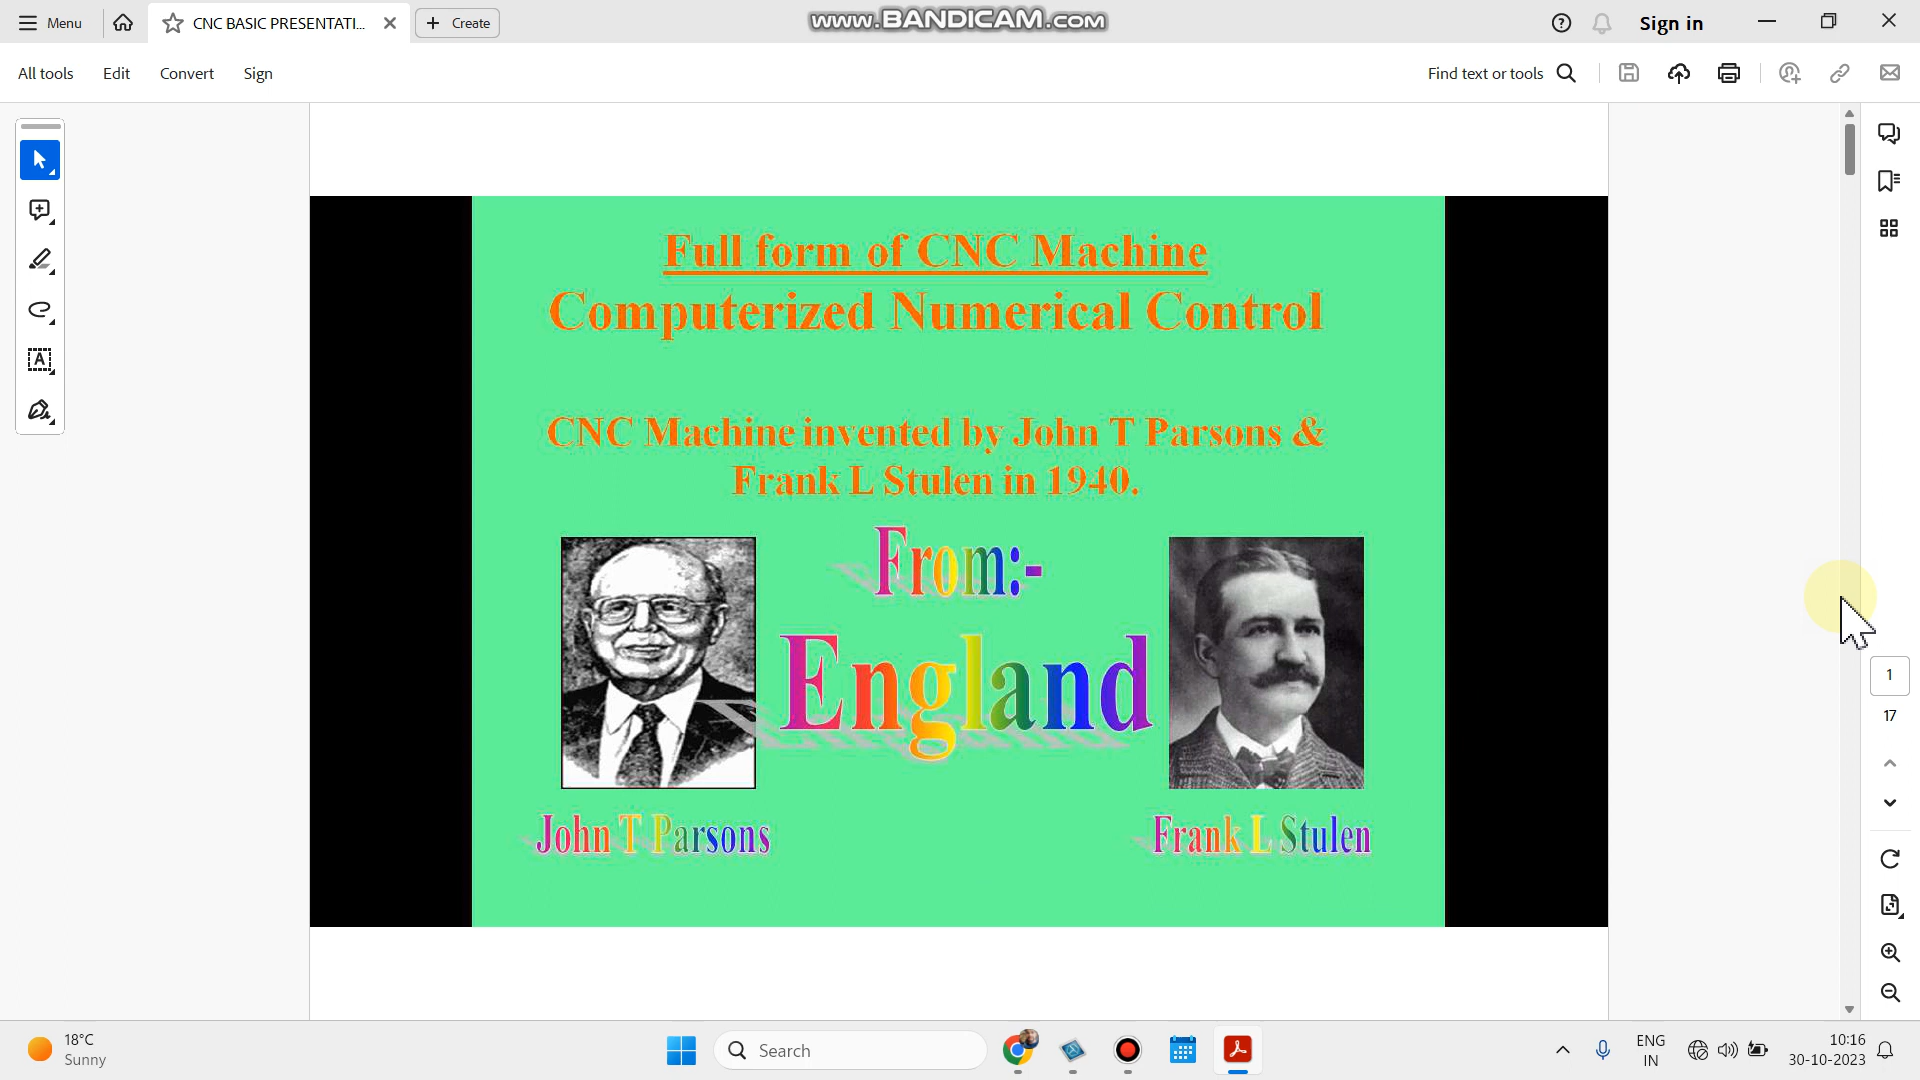 Menu
CNC BASIC PRESENTATI...
Create
www.BANDICAM.com
Sign in
All tools
Edit
Convert
Sign
Find text or tools
Full form of CNC Machine
Computerized Numerical Control
CNC Machine invented by John T Parsons &
Frank L Stulen in 1940.
From:-
England
John T Parsons
Frank L Stulen
1
17
18°C
Sunny
Search
ENG
IN
10:16
30-10-2023